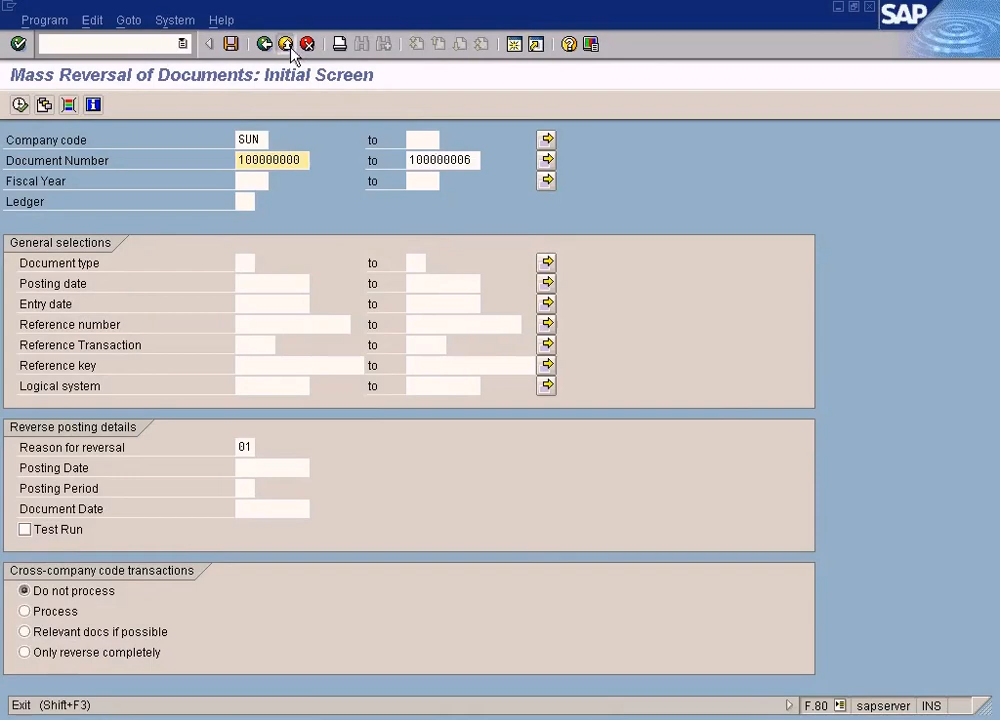 Program Edit Goto System Help
SAP
Mass Reversal of Documents: Initial Screen
Company code SUN to
Document Number 100000000 to 100000006
Fiscal Year to
Ledger
General selections
Document type to
Posting date to
Entry date to
Reference number to
Reference Transaction to
Reference key to
Logical system to
Reverse posting details
Reason for reversal 01
Posting Date
Posting Period
Document Date
Test Run
Cross-company code transactions
Do not process
Process
Relevant docs if possible
Only reverse completely
Exit (Shift+F3) F.80 sapserver INS